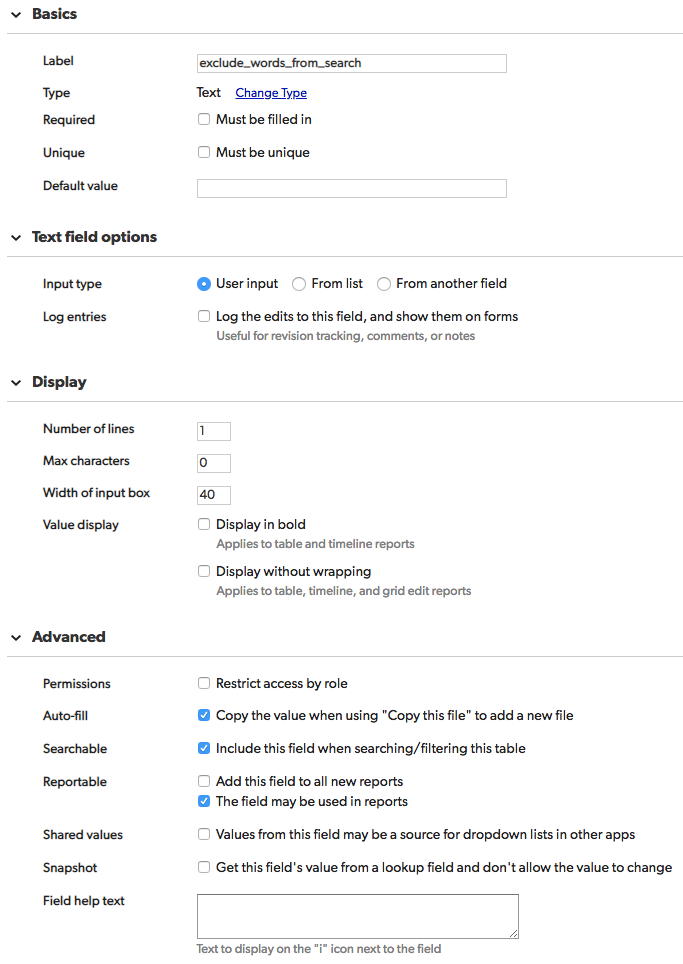 Basics
Label exclude_words_from_search
Type Text Change Type
Required Must be filled in
Unique Must be unique
Default value
Text field options
Input type User input From list From another field
Log entries Log the edits to this field, and show them on forms
Useful for revision tracking, comments, or notes
Display
Number of lines 1
Max characters 0
Width of input box 40
Value display Display in bold
Applies to table and timeline reports
Display without wrapping
Applies to table, timeline, and grid edit reports
Advanced
Permissions Restrict access by role
Auto-fill Copy the value when using "Copy this file" to add a new file
Searchable Include this field when searching/filtering this table
Reportable Add this field to all new reports
The field may be used in reports
Shared values Values from this field may be a source for dropdown lists in other apps
Snapshot Get this field's value from a lookup field and don't allow the value to change
Field help text
Text to display on the "i" icon next to the field